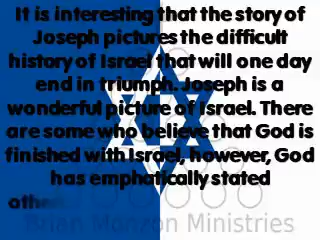 It is interesting that the story of
Joseph pictures the difficult
history of Israel that will one day
end in triumph. Joseph is a
wonderful picture of Israel. There
are some who believe that God is
finished with Israel, however, God
has emphatically stated
Brian Monzon Ministries